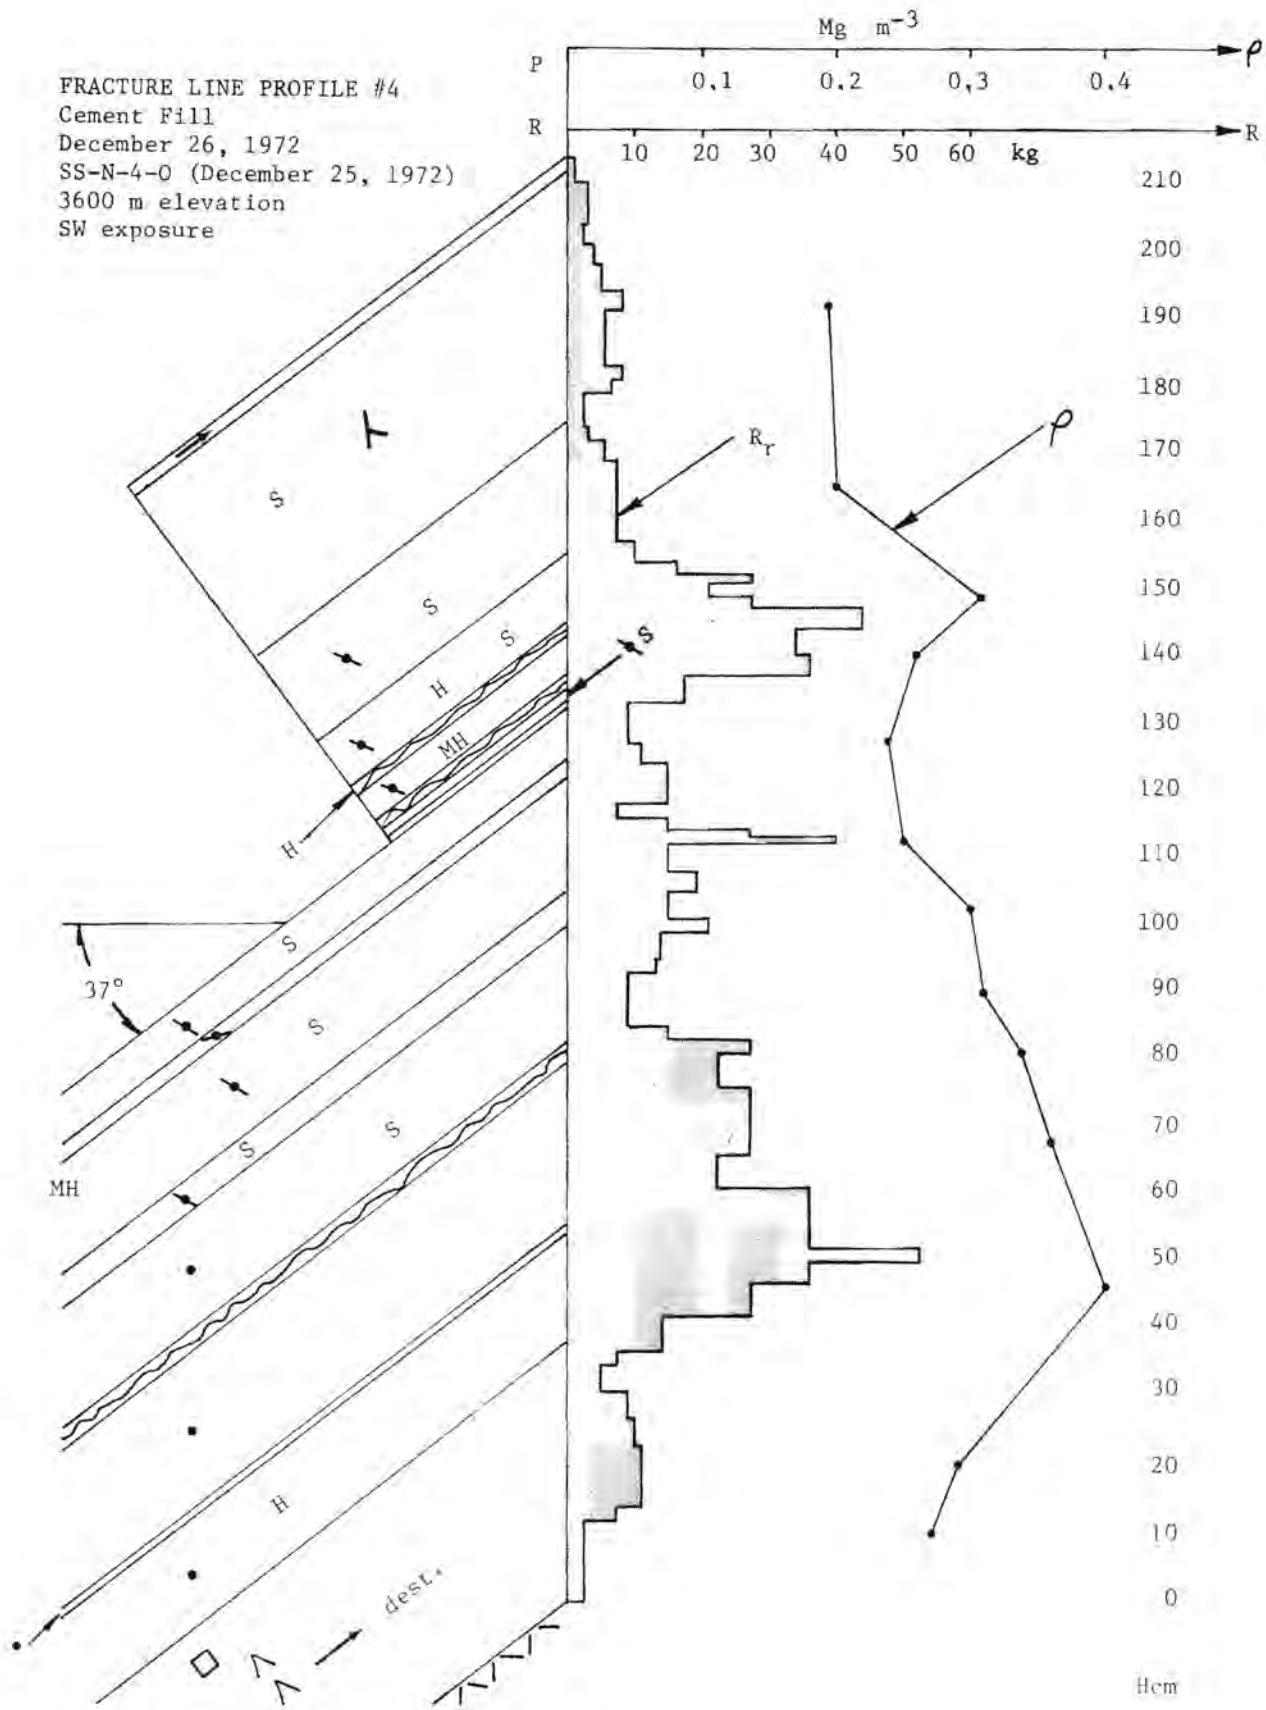 Mg m⁻³
P
ρ
0.1 0.2 0.3 0.4
FRACTURE LINE PROFILE #4
Cement Fill
December 26, 1972
SS-N-4-O (December 25, 1972)
3600 m elevation
SW exposure
R
R
10 20 30 40 50 60 kg
210
200
190
180
170
160
150
140
130
120
110
100
90
80
70
60
50
40
30
20
10
0
Hcm
R_r
ρ
S
S
S
S
H
MH
H
S
37°
S
S
S
MH
H
dest.